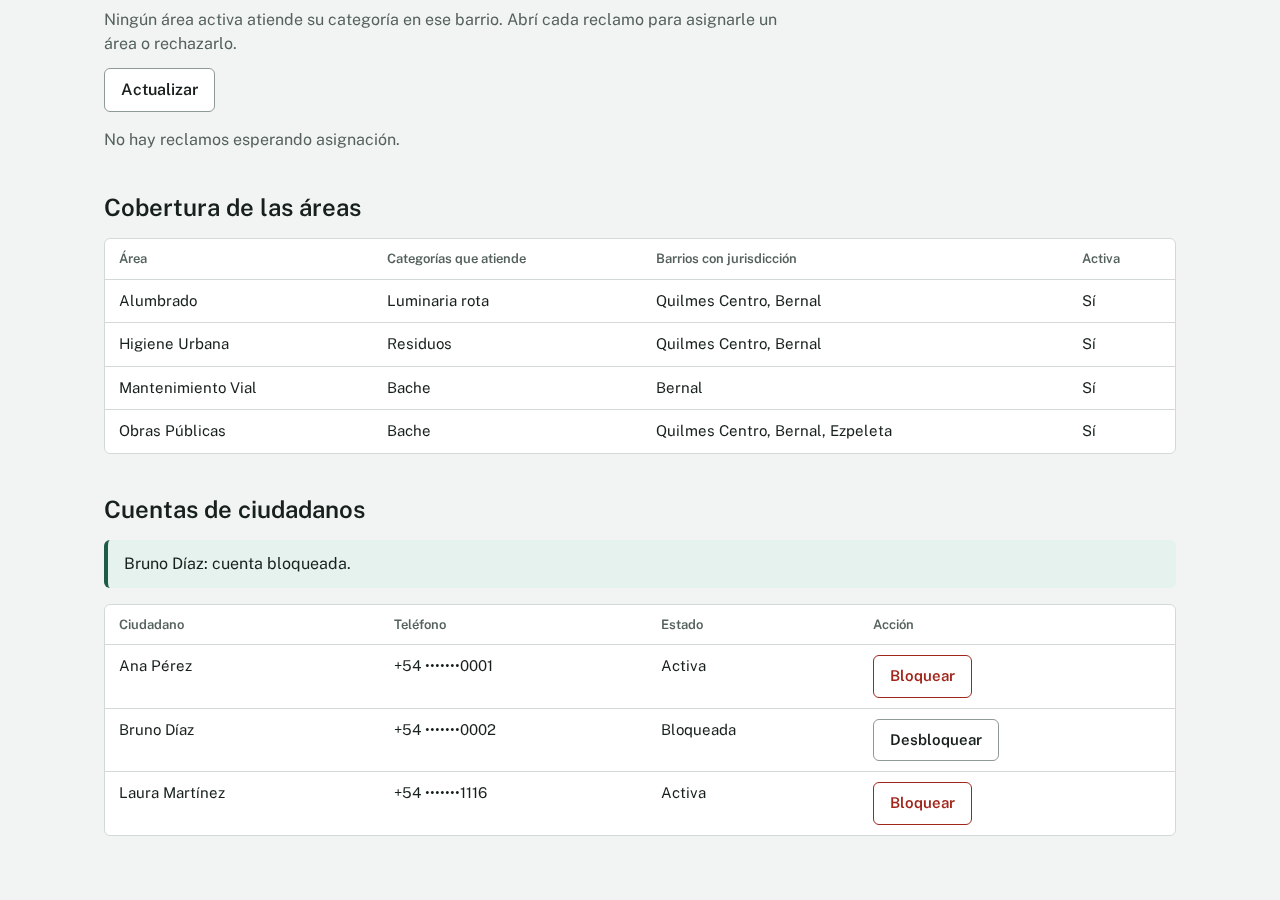 Ningún área activa atiende su categoría en ese barrio. Abrí cada reclamo para asignarle un
área o rechazarlo.
Actualizar
No hay reclamos esperando asignación.
Cobertura de las áreas
Área Categorías que atiende Barrios con jurisdicción Activa
Alumbrado Luminaria rota Quilmes Centro, Bernal Sí
Higiene Urbana Residuos Quilmes Centro, Bernal Sí
Mantenimiento Vial Bache Bernal Sí
Obras Públicas Bache Quilmes Centro, Bernal, Ezpeleta Sí
Cuentas de ciudadanos
Bruno Díaz: cuenta bloqueada.
Ciudadano Teléfono Estado Acción
Ana Pérez +54 •••••••0001 Activa Bloquear
Bruno Díaz +54 •••••••0002 Bloqueada Desbloquear
Laura Martínez +54 •••••••1116 Activa Bloquear